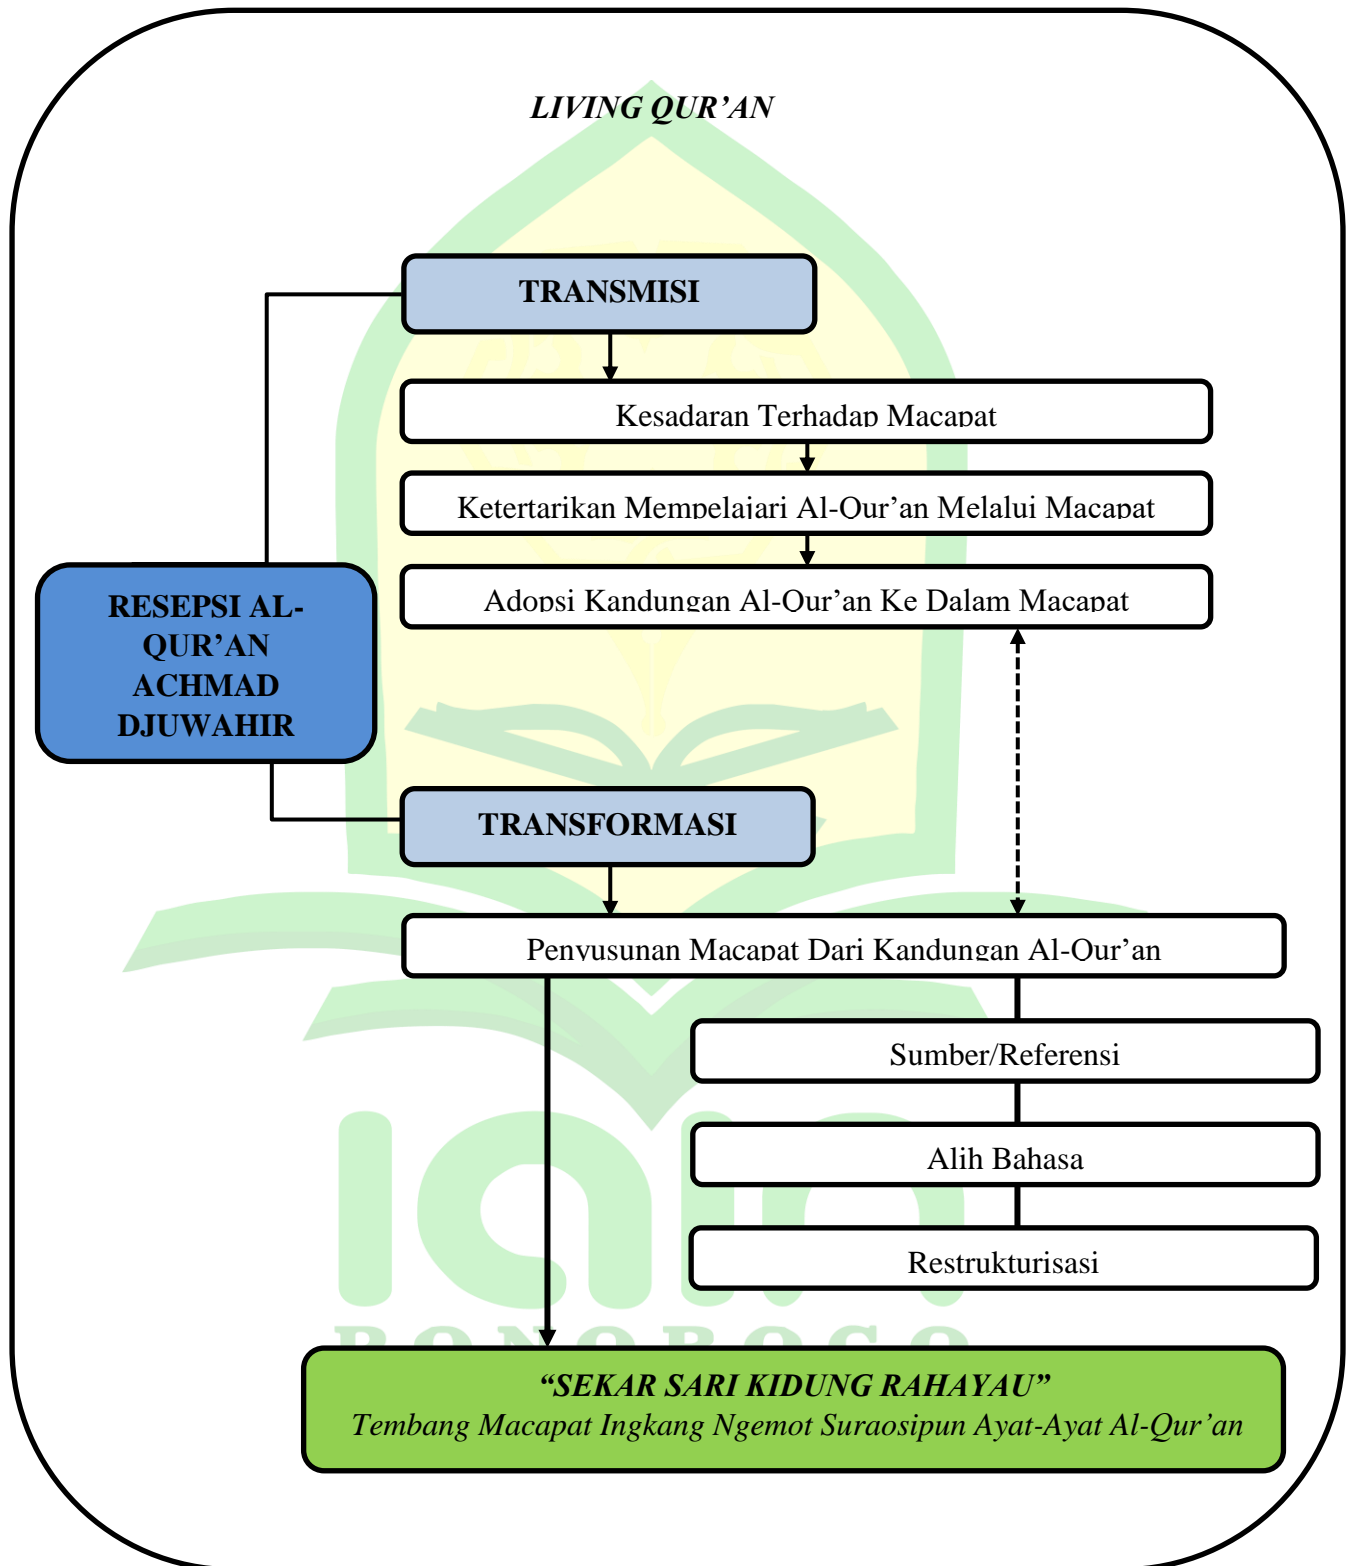 LIVING QUR’AN
TRANSMISI
Kesadaran Terhadap Macapat
Ketertarikan Mempelajari Al-Qur’an Melalui Macapat
Adopsi Kandungan Al-Qur’an Ke Dalam Macapat
RESEPSI AL-
QUR’AN
ACHMAD
DJUWAHIR
TRANSFORMASI
Penyusunan Macapat Dari Kandungan Al-Qur’an
Sumber/Referensi
Alih Bahasa
Restrukturisasi
iain
PONOROGO
“SEKAR SARI KIDUNG RAHAYAU”
Tembang Macapat Ingkang Ngemot Suraosipun Ayat-Ayat Al-Qur’an